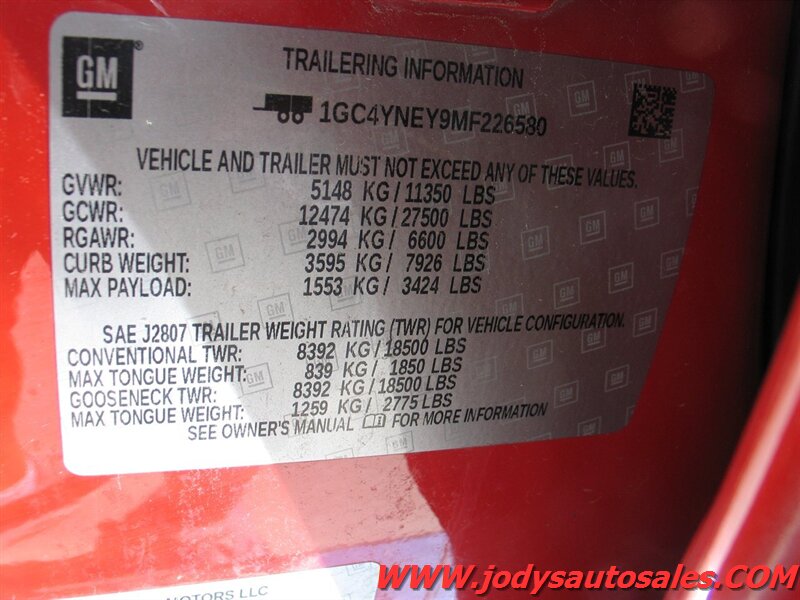 GM
TRAILERING INFORMATION
1GC4YNEY9MF226580
VEHICLE AND TRAILER MUST NOT EXCEED ANY OF THESE VALUES.
GVWR: 5148 KG / 11350 LBS
GCWR: 12474 KG / 27500 LBS
RGAWR: 2994 KG / 6600 LBS
CURB WEIGHT: 3595 KG / 7926 LBS
MAX PAYLOAD: 1553 KG / 3424 LBS
SAE J2807 TRAILER WEIGHT RATING (TWR) FOR VEHICLE CONFIGURATION.
CONVENTIONAL TWR: 8392 KG / 18500 LBS
MAX TONGUE WEIGHT: 839 KG / 1850 LBS
GOOSENECK TWR: 8392 KG / 18500 LBS
MAX TONGUE WEIGHT: 1259 KG / 2775 LBS
SEE OWNER'S MANUAL FOR MORE INFORMATION
MOTORS LLC
www.jodysautosales.com